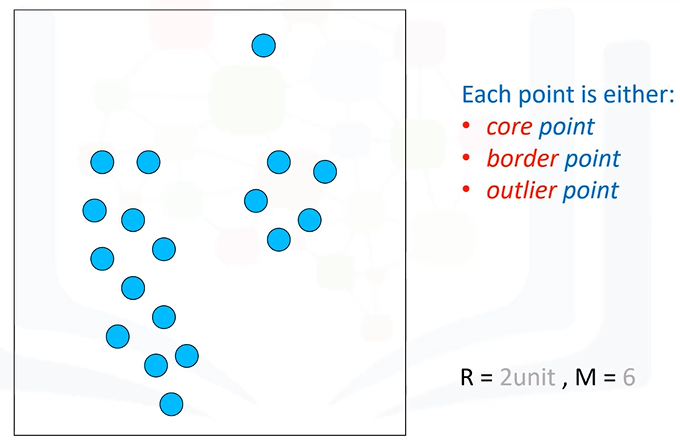 Each point is either:
• core point
• border point
• outlier point
R = 2unit , M = 6